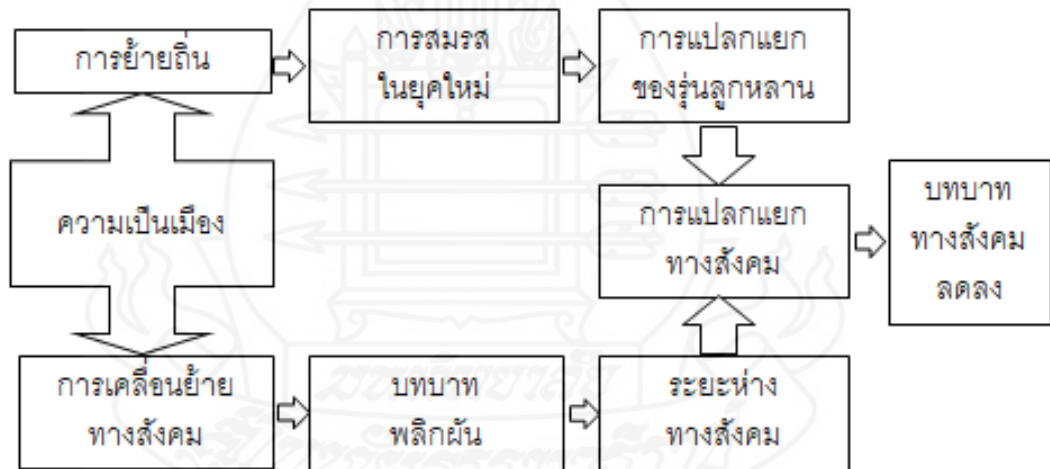 การย้ายถิ่น
การสมรส
ในยุคใหม่
การแปลกแยก
ของรุ่นลูกหลาน
ความเป็นเมือง
การแปลกแยก
ทางสังคม
บทบาท
ทางสังคม
ลดลง
การเคลื่อนย้าย
ทางสังคม
บทบาท
พลิกผัน
ระยะห่าง
ทางสังคม